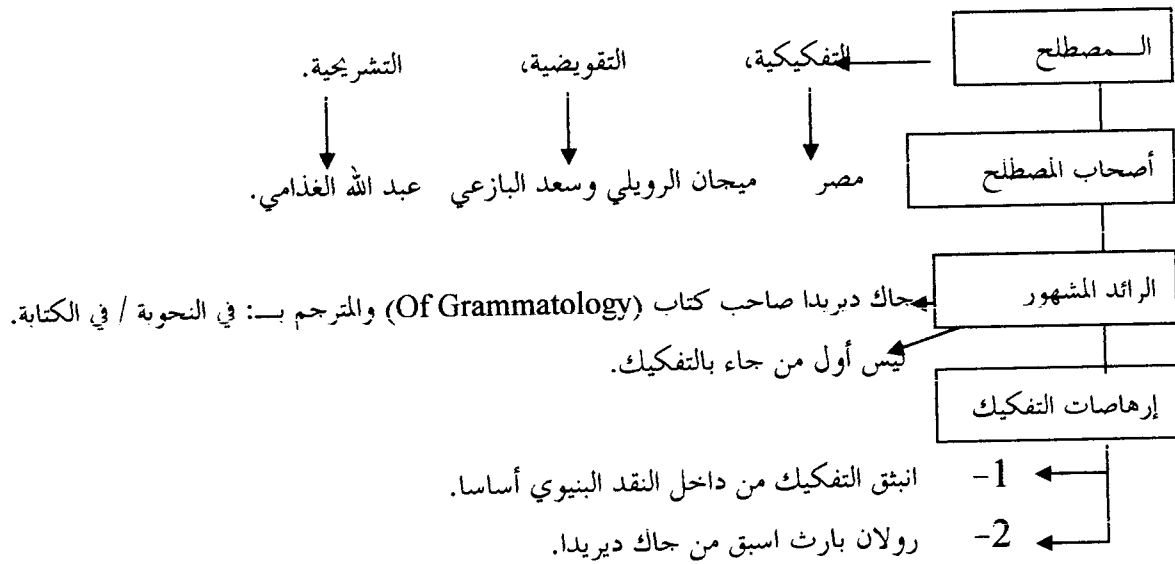 الـــمصطلح التفكيكية، التقويضية، التشريحية.
أصحاب المصطلح مصر ميجان الرويلي وسعد البازعي عبد الله الغذامي.
الرائد المشهور جاك ديريدا صاحب كتاب (Of Grammatology) والمترجم بــ: في النحوية / في الكتابة.
ليس أول من جاء بالتفكيك.
إرهاصات التفكيك
1- انبثق التفكيك من داخل النقد البنيوي أساسا.
2- رولان بارث اسبق من جاك ديريدا.